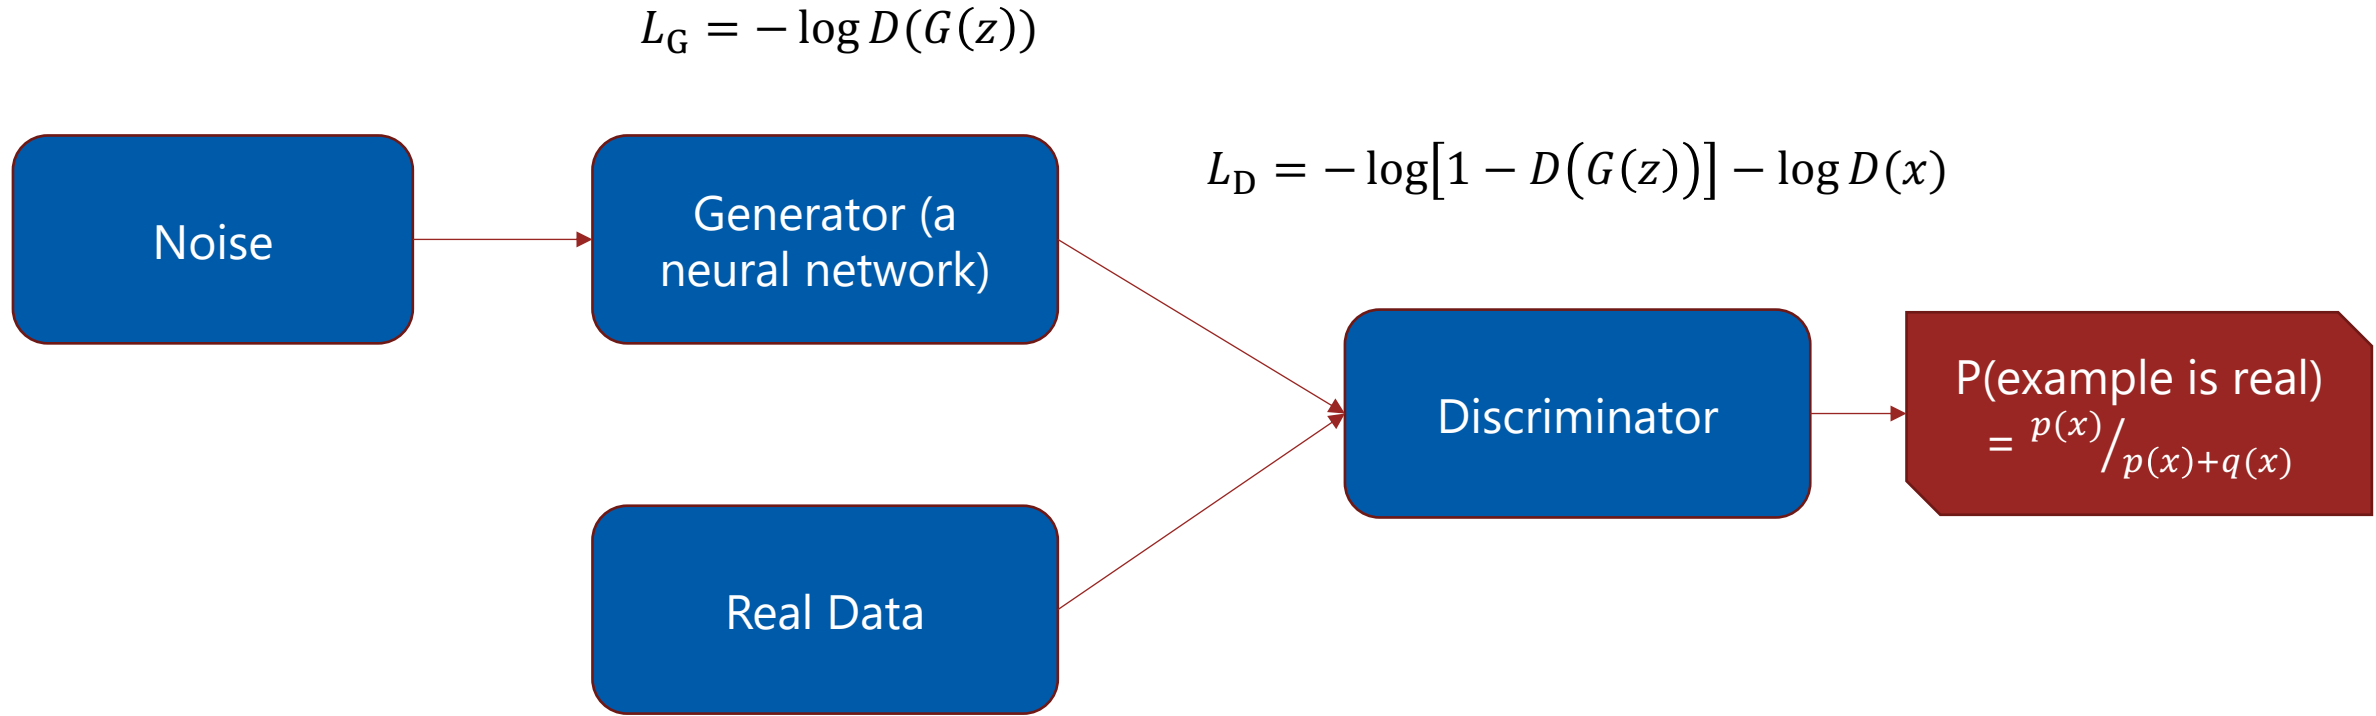 L_G = − log D(G(z))
L_D = − log[1 − D(G(z))] − log D(x)
Noise
Generator (a
neural network)
Discriminator
P(example is real)
= p(x)/p(x)+q(x)
Real Data